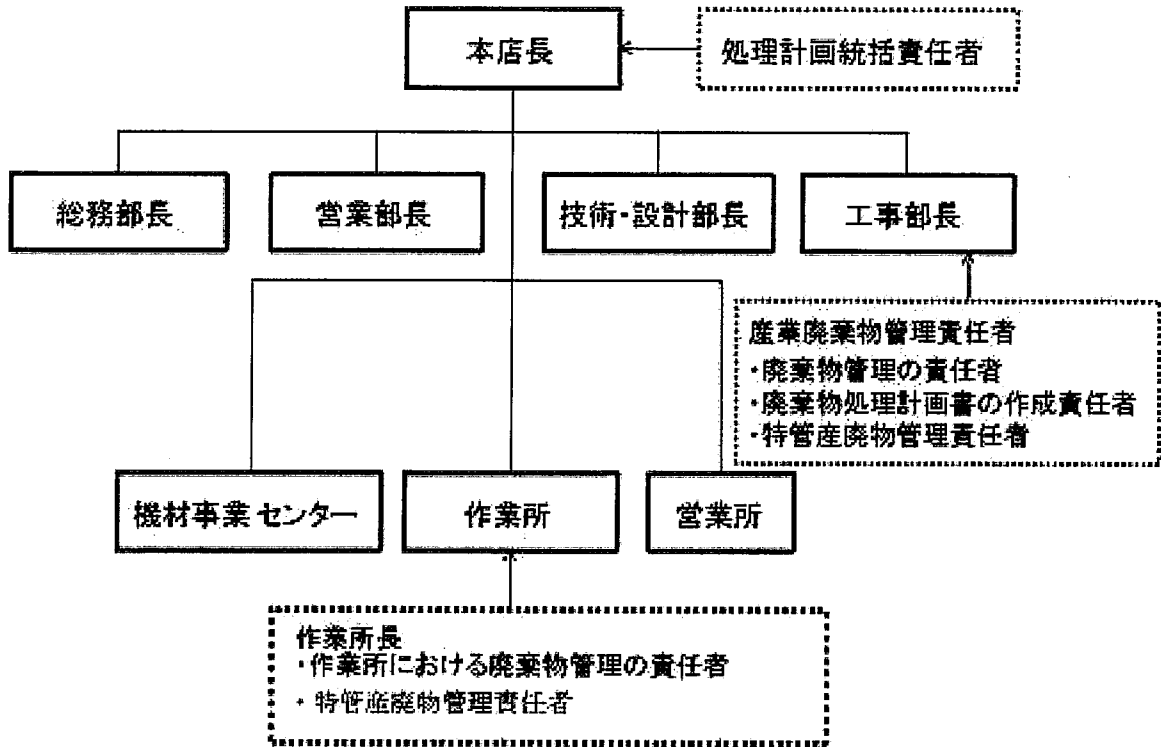 本店長
処理計画統括責任者
総務部長
営業部長
技術・設計部長
工事部長
産業廃棄物管理責任者
・廃棄物管理の責任者
・廃棄物処理計画書の作成責任者
・特管産廃物管理責任者
機材事業センター
作業所
営業所
作業所長
・作業所における廃棄物管理の責任者
・特管産廃物管理責任者